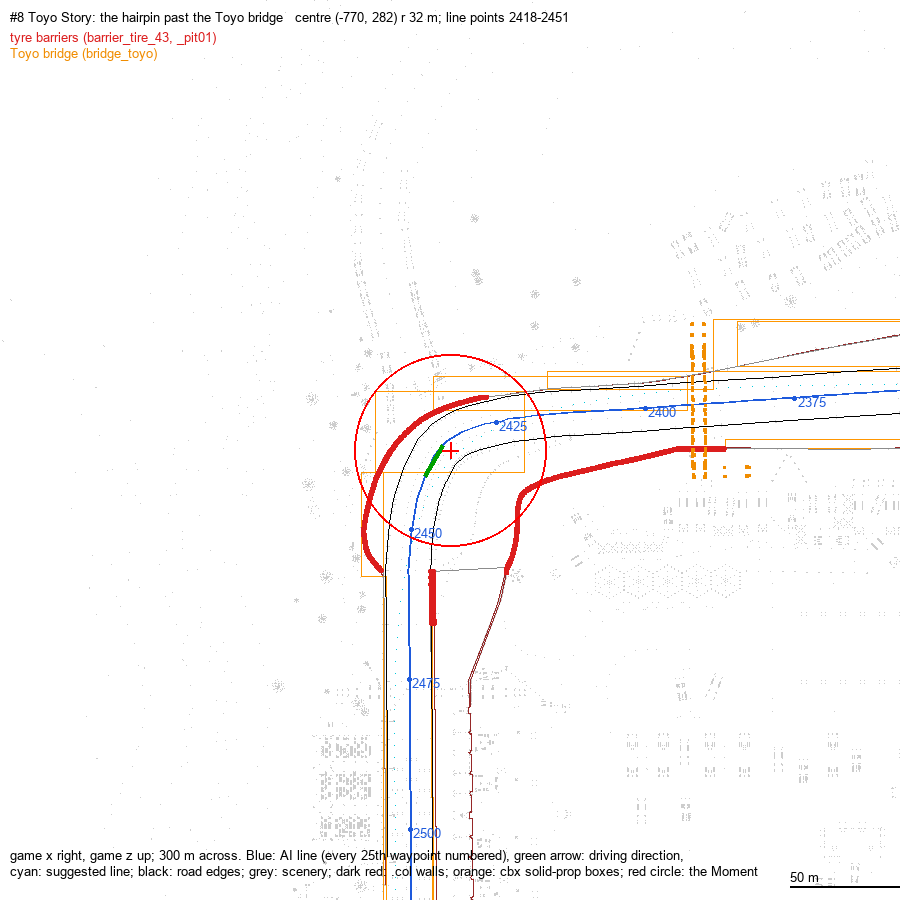 #8 Toyo Story: the hairpin past the Toyo bridge   centre (-770, 282) r 32 m; line points 2418-2451
tyre barriers (barrier_tire_43, _pit01)
Toyo bridge (bridge_toyo)
2375
2400
2425
2450
2475
2500
game x right, game z up; 300 m across. Blue: AI line (every 25th waypoint numbered), green arrow: driving direction,
cyan: suggested line; black: road edges; grey: scenery; dark red: .col walls; orange: cbx solid-prop boxes; red circle: the Moment
50 m